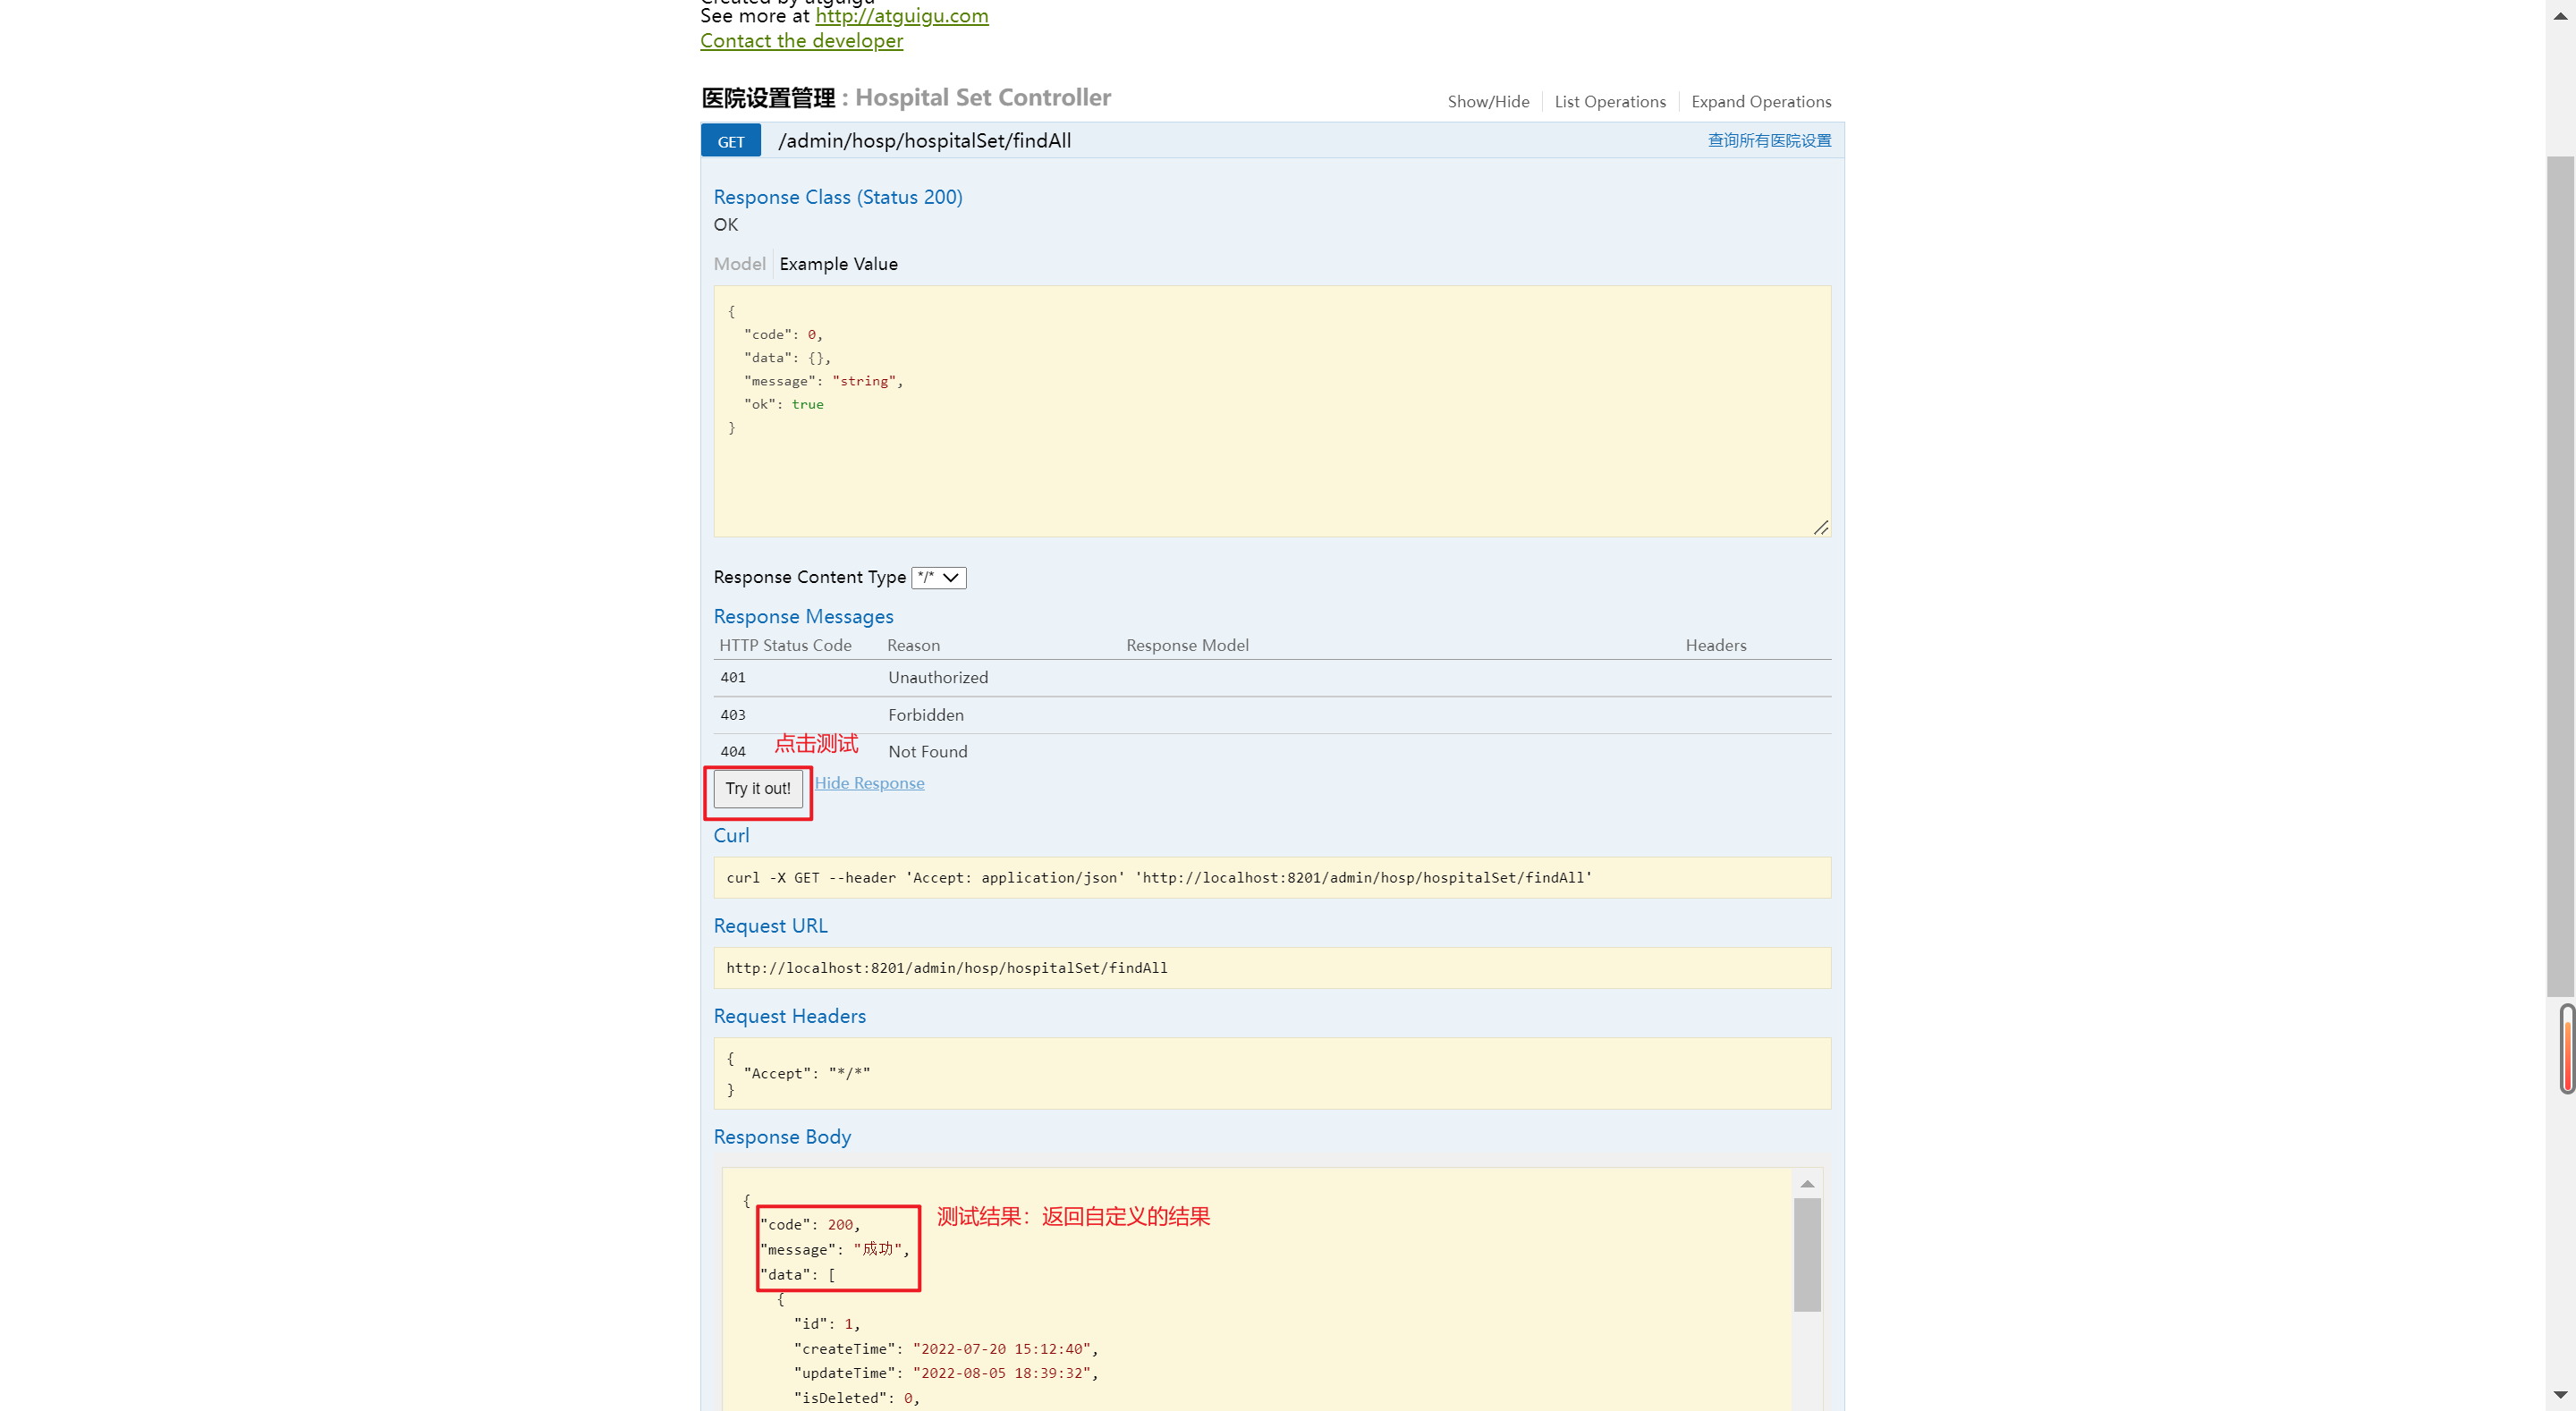 Created by atguigu
See more at http://atguigu.com
Contact the developer
医院设置管理 : Hospital Set Controller
Show/Hide List Operations Expand Operations
GET /admin/hosp/hospitalSet/findAll 查询所有医院设置
Response Class (Status 200)
OK
Model Example Value
{
"code": 0,
"data": {},
"message": "string",
"ok": true
}
Response Content Type */*
Response Messages
HTTP Status Code Reason Response Model Headers
401 Unauthorized
403 Forbidden
点击测试
404 Not Found
Try it out! Hide Response
Curl
curl -X GET --header 'Accept: application/json' 'http://localhost:8201/admin/hosp/hospitalSet/findAll'
Request URL
http://localhost:8201/admin/hosp/hospitalSet/findAll
Request Headers
{
"Accept": "*/*"
}
Response Body
{
"code": 200,
测试结果：返回自定义的结果
"message": "成功",
"data": [
{
"id": 1,
"createTime": "2022-07-20 15:12:40",
"updateTime": "2022-08-05 18:39:32",
"isDeleted": 0,